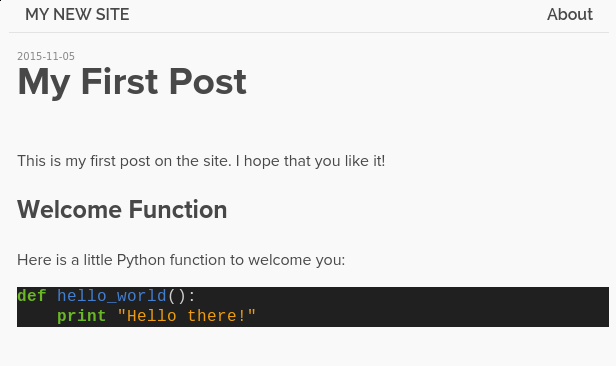 MY NEW SITE About
2015-11-05
My First Post
This is my first post on the site. I hope that you like it!
Welcome Function
Here is a little Python function to welcome you:
def hello_world():
    print "Hello there!"